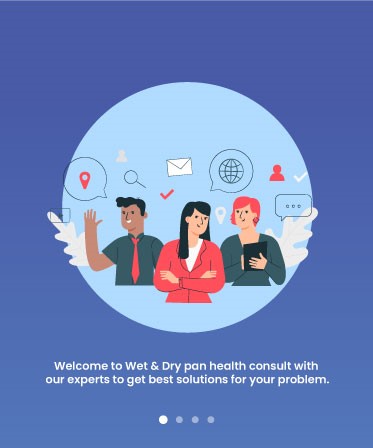 Welcome to Wet & Dry pan health consult with
our experts to get best solutions for your problem.